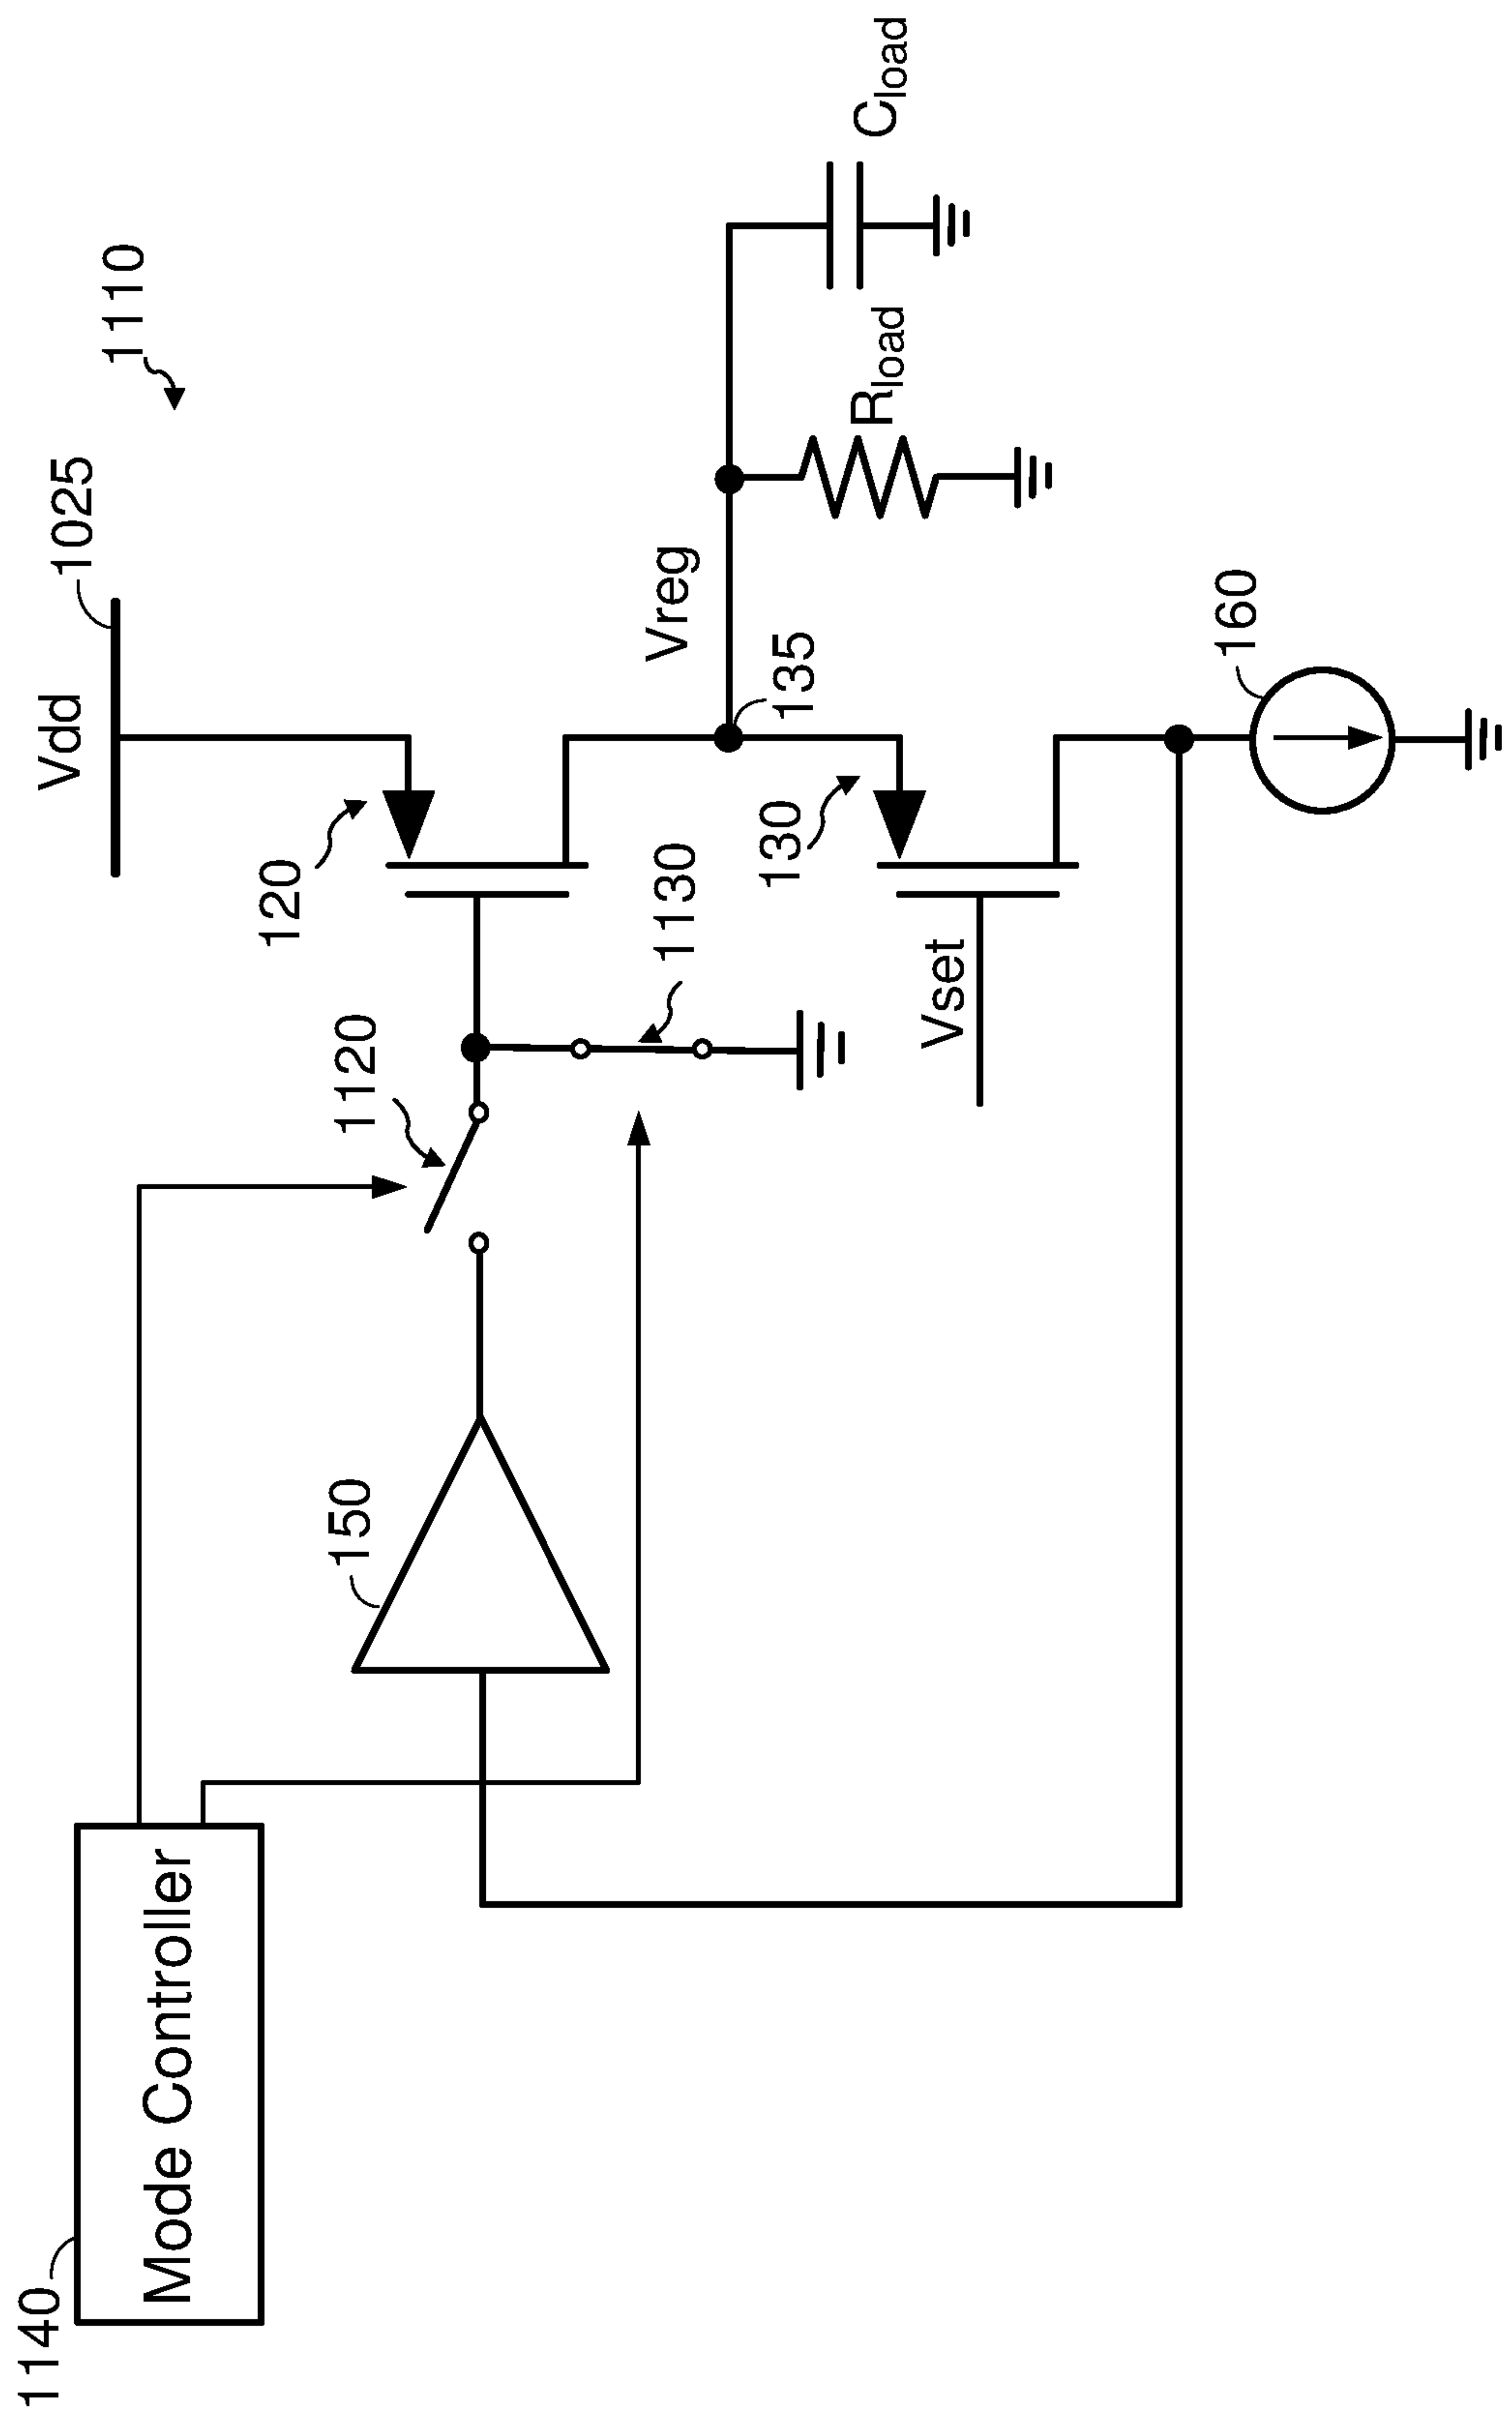 1110
Vdd
1025
120
1140
Mode Controller
150
1120
1130
Vreg
135
130
Vset
Rload
Cload
160